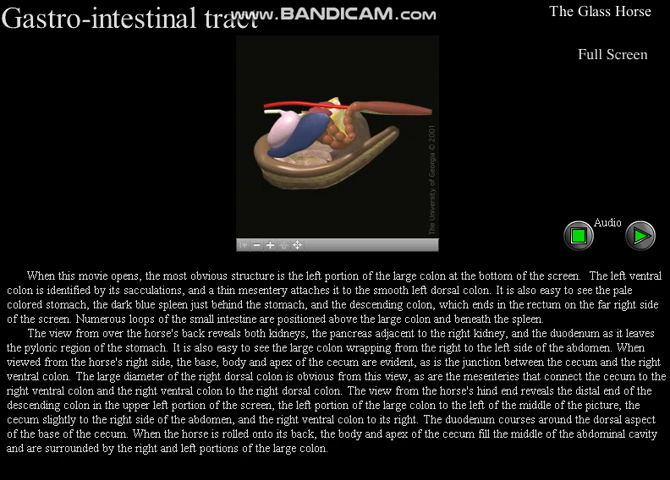 Gastro-intestinal tract
www.BANDICAM.com
The Glass Horse
Full Screen
The University of Georgia © 2001
Audio
When this movie opens, the most obvious structure is the left portion of the large colon at the bottom of the screen. The left ventral
colon is identified by its sacculations, and a thin mesentery attaches it to the smooth left dorsal colon. It is also easy to see the pale
colored stomach, the dark blue spleen just behind the stomach, and the descending colon, which ends in the rectum on the far right side
of the screen. Numerous loops of the small intestine are positioned above the large colon and beneath the spleen.
The view from over the horse's back reveals both kidneys, the pancreas adjacent to the right kidney, and the duodenum as it leaves
the pyloric region of the stomach. It is also easy to see the large colon wrapping from the right to the left side of the abdomen. When
viewed from the horse's right side, the base, body and apex of the cecum are evident, as is the junction between the cecum and the right
ventral colon. The large diameter of the right dorsal colon is obvious from this view, as are the mesenteries that connect the cecum to the
right ventral colon and the right ventral colon to the right dorsal colon. The view from the horse's hind end reveals the distal end of the
descending colon in the upper left portion of the screen, the left portion of the large colon to the left of the middle of the picture, the
cecum slightly to the right side of the abdomen, and the right ventral colon to its right. The duodenum courses around the dorsal aspect
of the base of the cecum. When the horse is rolled onto its back, the body and apex of the cecum fill the middle of the abdominal cavity
and are surrounded by the right and left portions of the large colon.